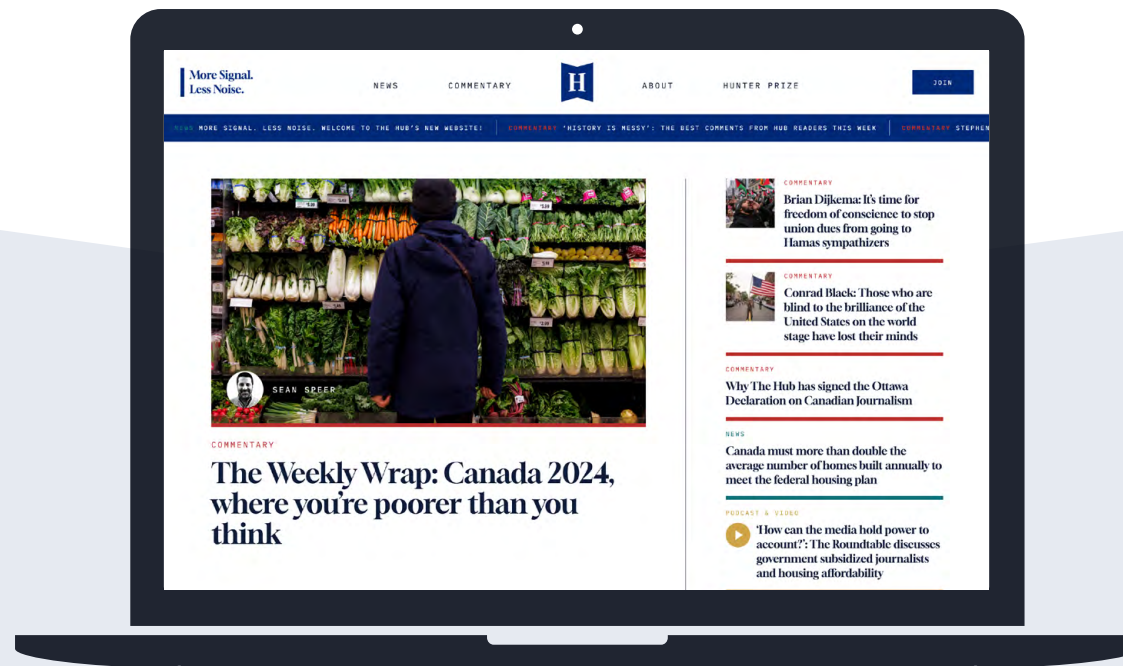 More Signal.
Less Noise.
NEWS
COMMENTARY
H
ABOUT
HUNTER PRIZE
JOIN
NEWS MORE SIGNAL. LESS NOISE. WELCOME TO THE HUB'S NEW WEBSITE! COMMENTARY 'HISTORY IS MESSY': THE BEST COMMENTS FROM HUB READERS THIS WEEK COMMENTARY STEPHEN
SEAN SPEER
COMMENTARY
The Weekly Wrap: Canada 2024,
where you're poorer than you
think
COMMENTARY
Brian Dijkema: It's time for
freedom of conscience to stop
union dues from going to
Hamas sympathizers
COMMENTARY
Conrad Black: Those who are
blind to the brilliance of the
United States on the world
stage have lost their minds
COMMENTARY
Why The Hub has signed the Ottawa
Declaration on Canadian Journalism
NEWS
Canada must more than double the
average number of homes built annually to
meet the federal housing plan
PODCAST & VIDEO
'How can the media hold power to
account?': The Roundtable discusses
government subsidized journalists
and housing affordability